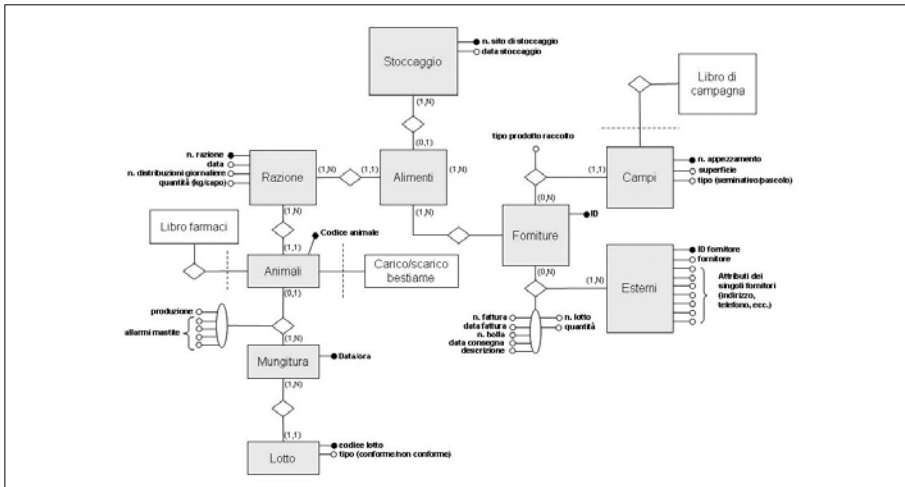 Stoccaggio
n. sito di stoccaggio
data stoccaggio
(1,N)
(0,1)
Libro di
campagna
tipo prodotto raccolto
n. razione
data
n. distribuzioni giornaliere
quantità (kg/capo)
Razione
(1,N)
(1,1)
Alimenti
(1,N)
(1,1)
Campi
n. appezzamento
superficie
tipo (seminativo/pascolo)
(1,N)
(1,N)
(0,N)
Libro farmaci
Codice animale
(1,1)
Forniture
ID
Animali
Carico/scarico
bestiame
(0,1)
(0,N)
(1,N)
Esterni
ID fornitore
fornitore
Attributi dei
singoli fornitori
(indirizzo,
telefono, ecc.)
produzione
allarmi mastite
n. fattura
data fattura
n. bolla
data consegna
descrizione
n. lotto
quantità
(1,N)
Mungitura
Data/ora
(1,N)
(1,1)
Lotto
codice lotto
tipo (conforme/non conforme)